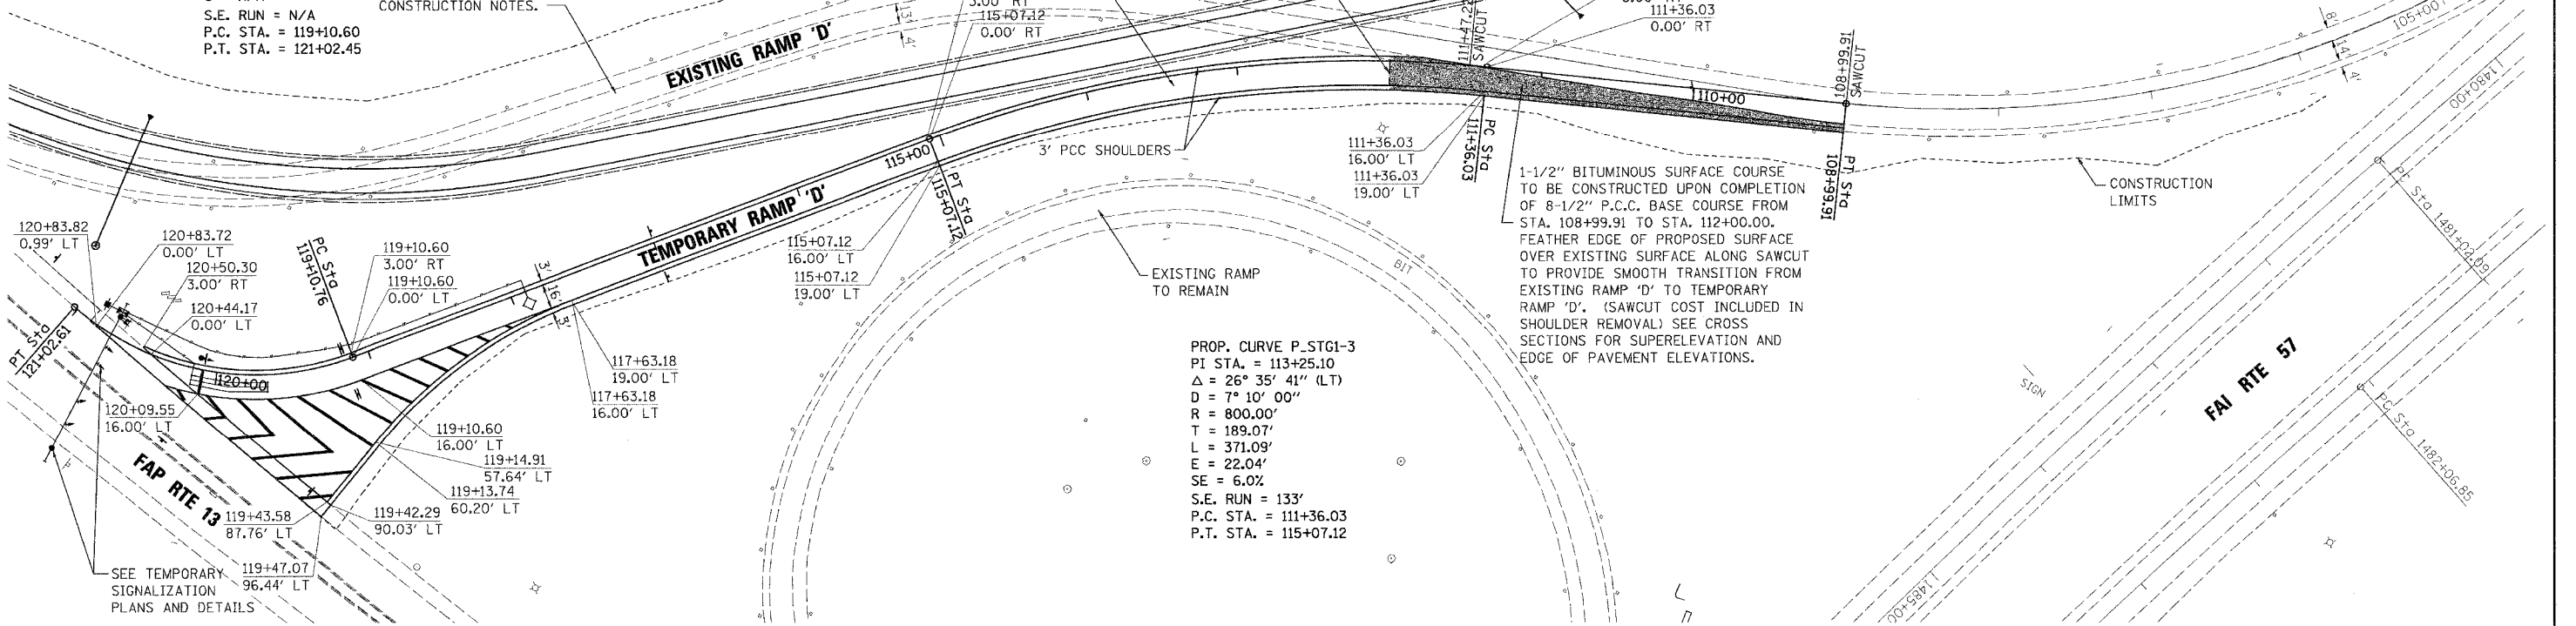 S.E. RUN = N/A
P.C. STA. = 119+10.60
P.T. STA. = 121+02.45
CONSTRUCTION NOTES.
EXISTING RAMP 'D'
13'
4'
115+07.12
0.00' RT
111+47.22
SAWCUT
111+36.03
0.00' RT
108+99.91
SAWCUT
8'
14'
4'
105+00
1480+00
110+00
3' PCC SHOULDERS
111+36.03
16.00' LT
111+36.03
19.00' LT
PC Sta
111+36.03
PT Sta
108+99.91
1-1/2" BITUMINOUS SURFACE COURSE
TO BE CONSTRUCTED UPON COMPLETION
OF 8-1/2" P.C.C. BASE COURSE FROM
STA. 108+99.91 TO STA. 112+00.00.
FEATHER EDGE OF PROPOSED SURFACE
OVER EXISTING SURFACE ALONG SAWCUT
TO PROVIDE SMOOTH TRANSITION FROM
EXISTING RAMP 'D' TO TEMPORARY
RAMP 'D'. (SAWCUT COST INCLUDED IN
SHOULDER REMOVAL) SEE CROSS
SECTIONS FOR SUPERELEVATION AND
EDGE OF PAVEMENT ELEVATIONS.
CONSTRUCTION
LIMITS
PC Sta 1481+02.09
115+00
PT Sta
115+07.12
TEMPORARY RAMP 'D'
115+07.12
16.00' LT
115+07.12
19.00' LT
EXISTING RAMP
TO REMAIN
BIT
120+83.82
0.99' LT
120+83.72
0.00' LT
120+50.30
3.00' RT
120+44.17
0.00' LT
PC Sta
119+10.76
119+10.60
3.00' RT
119+10.60
0.00' LT
3'
16'
3'
PT Sta
121+02.61
120+00
120+09.55
16.00' LT
117+63.18
19.00' LT
117+63.18
16.00' LT
119+10.60
16.00' LT
119+14.91
57.64' LT
119+13.74
60.20' LT
119+42.29
90.03' LT
119+43.58
87.76' LT
119+47.07
96.44' LT
FAP RTE 13
SEE TEMPORARY
SIGNALIZATION
PLANS AND DETAILS
PROP. CURVE P_STG1-3
PI STA. = 113+25.10
Δ = 26° 35' 41" (LT)
D = 7° 10' 00"
R = 800.00'
T = 189.07'
L = 371.09'
E = 22.04'
SE = 6.0%
S.E. RUN = 133'
P.C. STA. = 111+36.03
P.T. STA. = 115+07.12
SIGN
FAI RTE 57
PC Sta 1482+06.85
1485+00